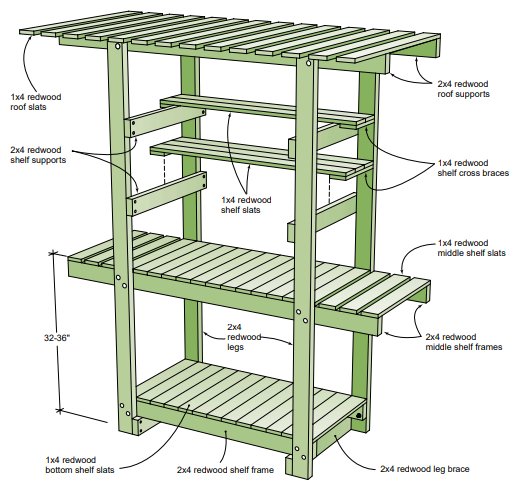 1x4 redwood
roof slats
2x4 redwood
roof supports
2x4 redwood
shelf supports
1x4 redwood
shelf cross braces
1x4 redwood
shelf slats
1x4 redwood
middle shelf slats
32-36"
2x4
redwood
legs
2x4 redwood
middle shelf frames
1x4 redwood
bottom shelf slats
2x4 redwood shelf frame
2x4 redwood leg brace